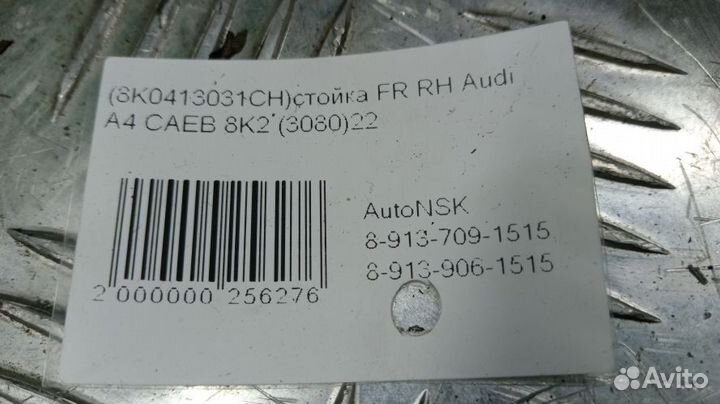 (8K0413031CH)стойка FR RH Audi
A4 CAEB 8K2 (3080)22
AutoNSK
8-913-709-1515
8-913-906-1515
2 000000 256276
Avito